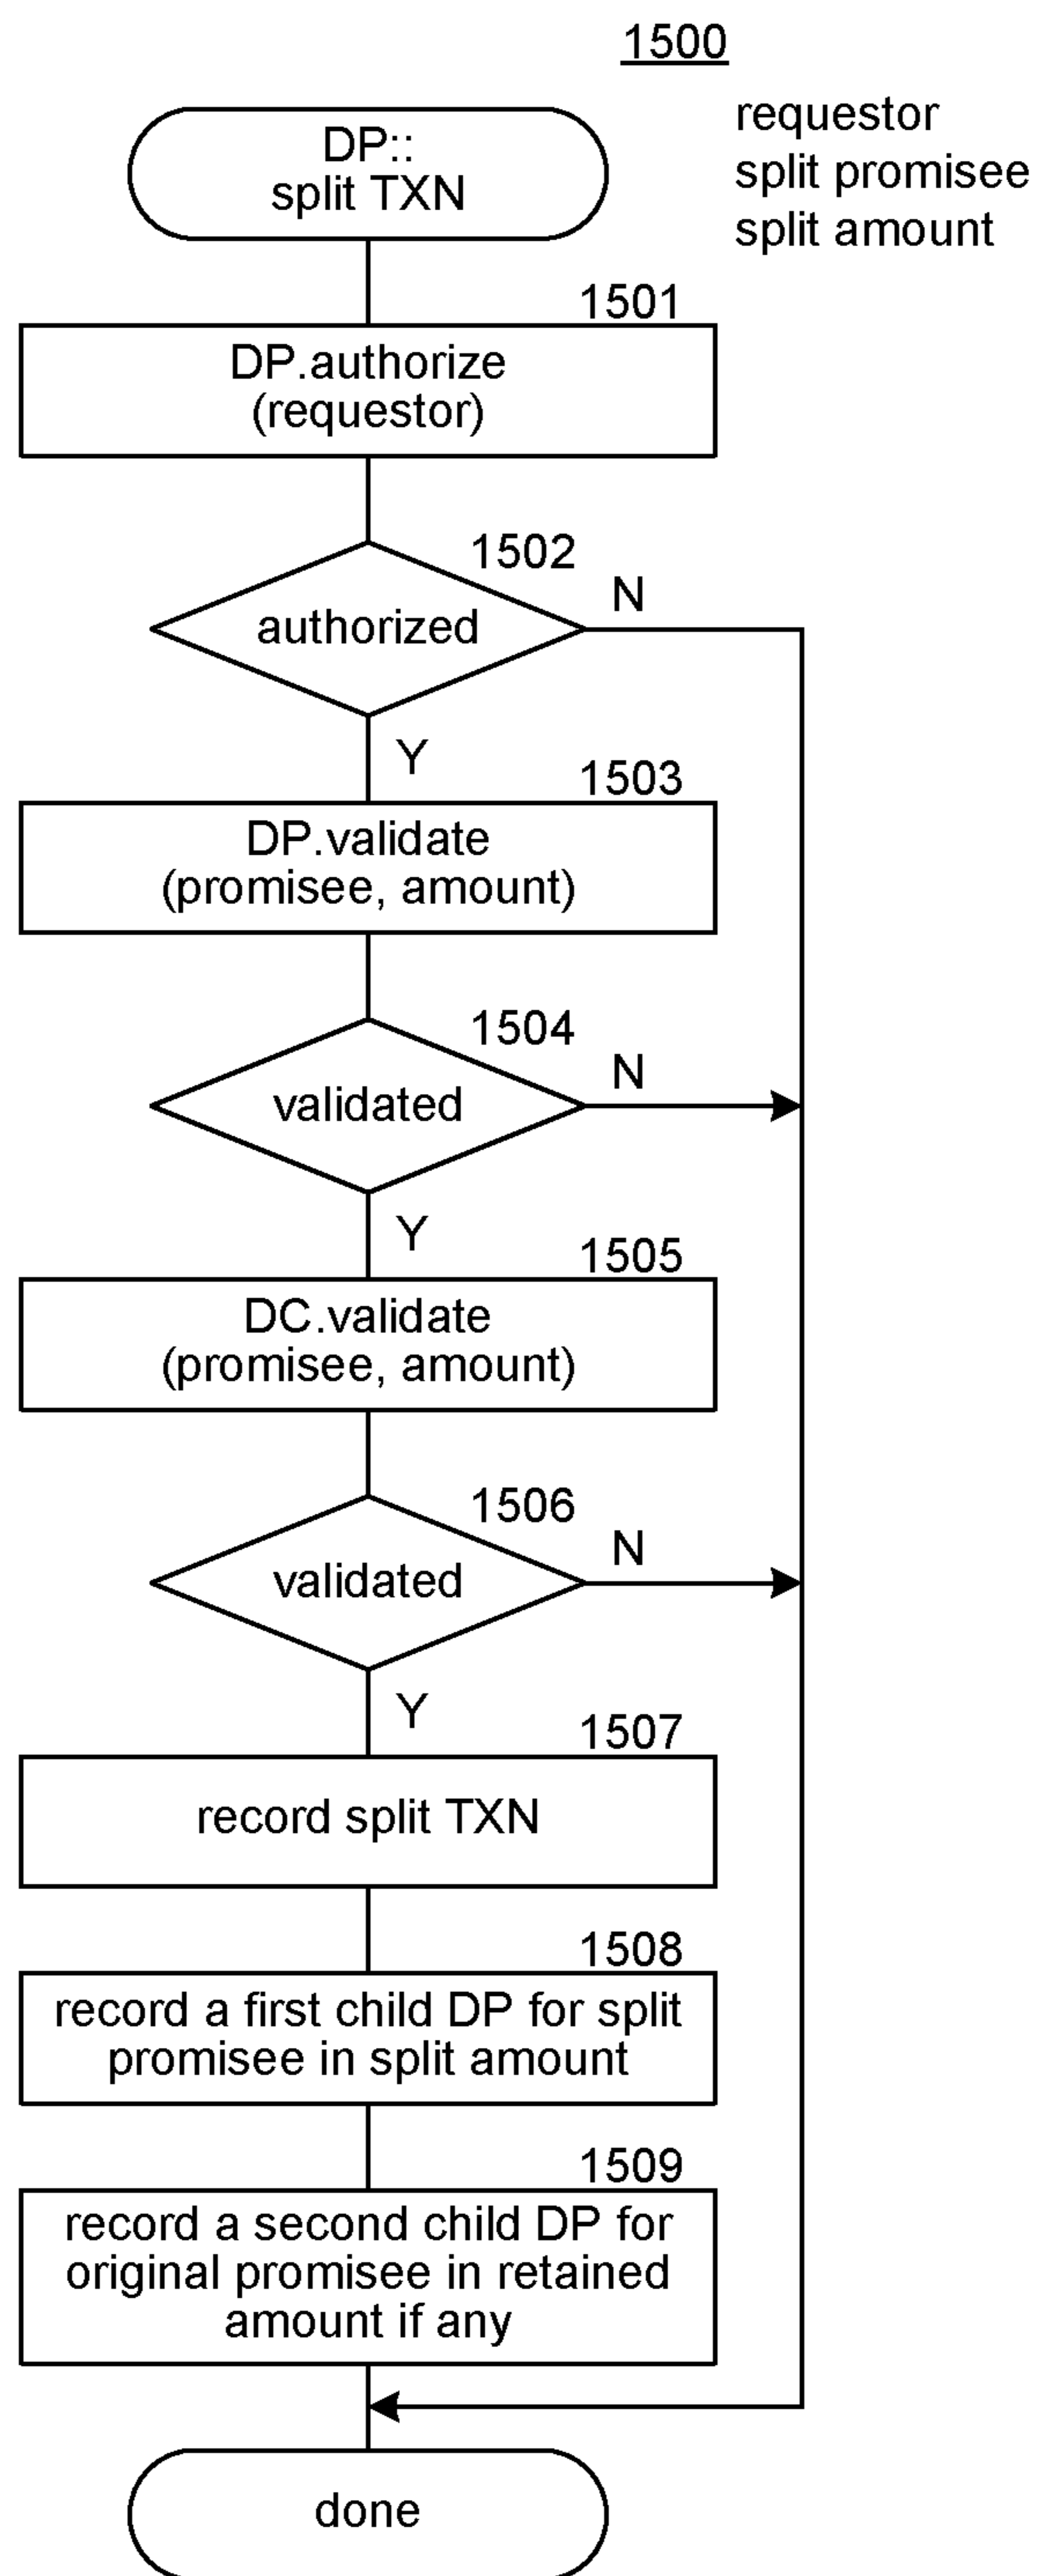 1500
requestor
split promisee
split amount
DP::
split TXN
1501
DP.authorize
(requestor)
1502
authorized
N
Y
1503
DP.validate
(promisee, amount)
1504
validated
N
Y
1505
DC.validate
(promisee, amount)
1506
validated
N
Y
1507
record split TXN
1508
record a first child DP for split
promisee in split amount
1509
record a second child DP for
original promisee in retained
amount if any
done